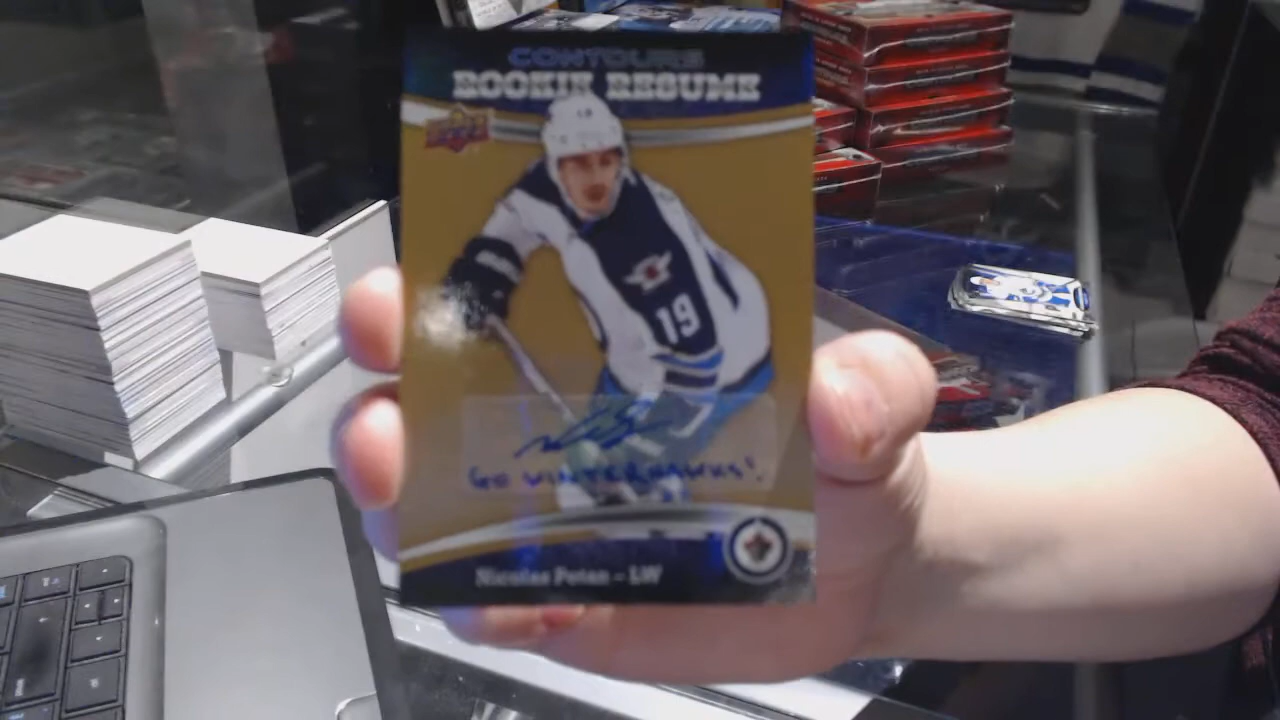 CONTOURS
ROOKIE RESUME
19
GO WINTERHAWKS!
Nicolas Petan – LW